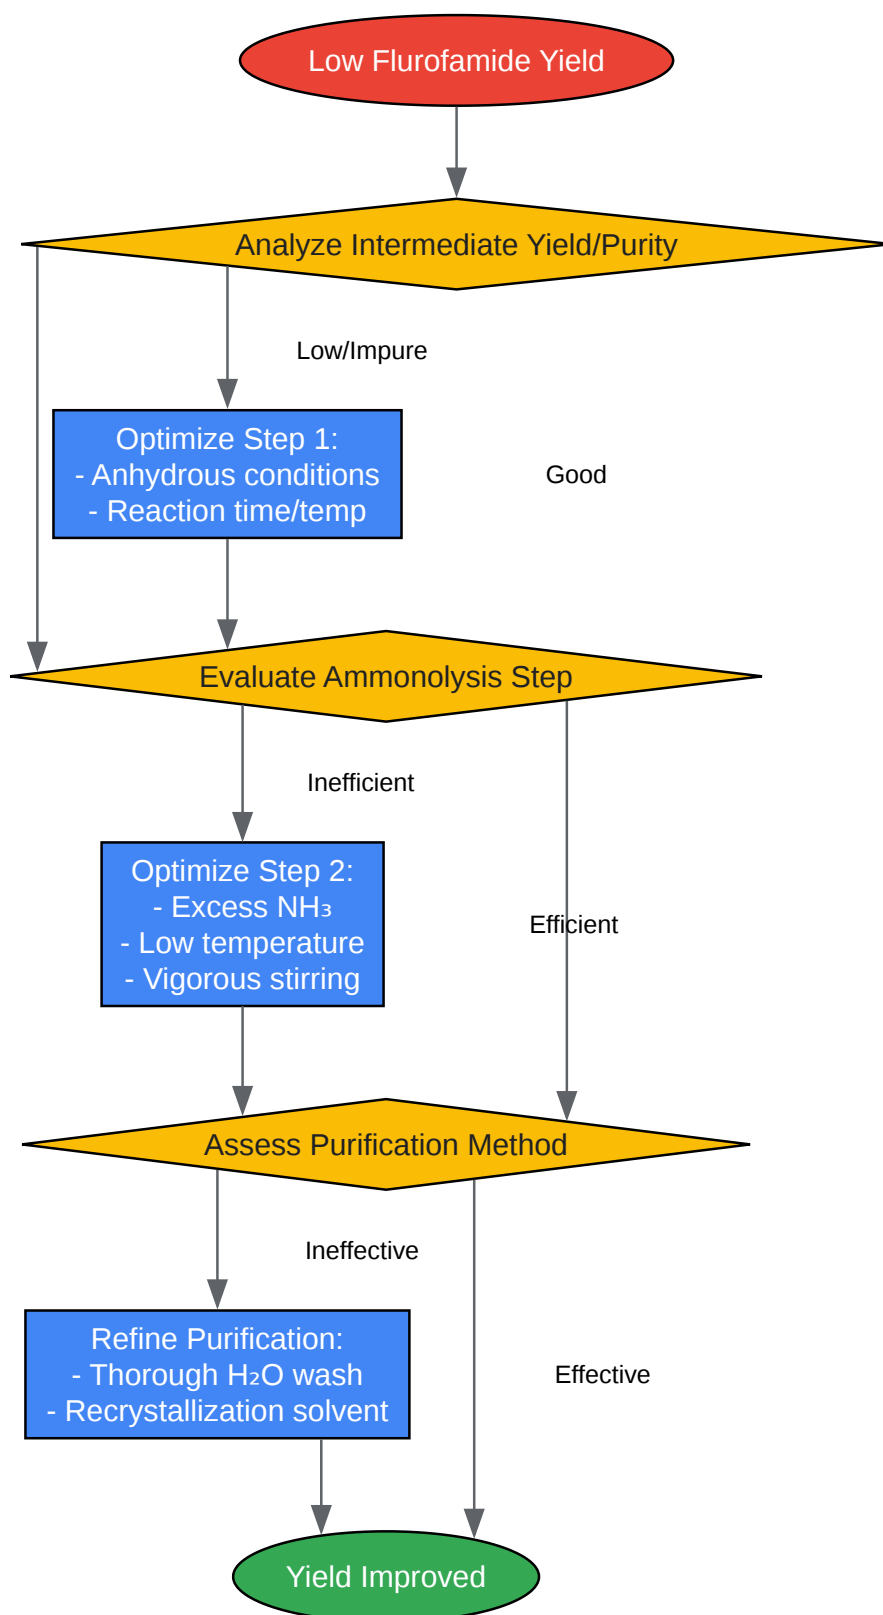 Low Flurofamide Yield
Analyze Intermediate Yield/Purity
Low/Impure
Optimize Step 1:
- Anhydrous conditions
- Reaction time/temp
Good
Evaluate Ammonolysis Step
Inefficient
Optimize Step 2:
- Excess NH₃
- Low temperature
- Vigorous stirring
Efficient
Assess Purification Method
Ineffective
Refine Purification:
- Thorough H₂O wash
- Recrystallization solvent
Effective
Yield Improved